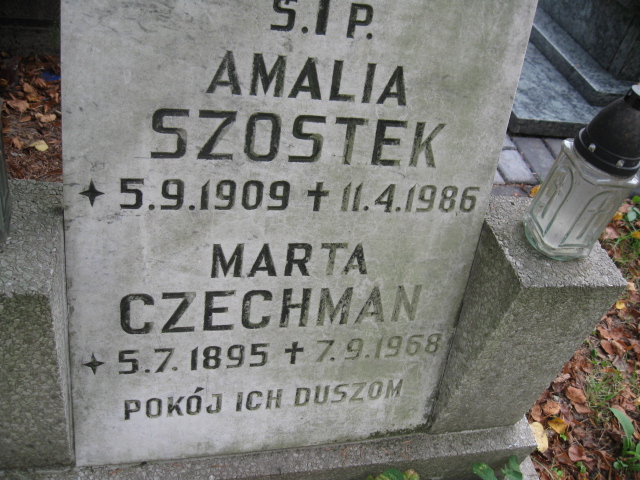 Ś.I P.
AMALIA
SZOSTEK
✦ 5.9.1909 ✝ 11.4.1986
MARTA
CZECHMAN
✦ 5.7.1895 ✝ 7.9.1968
POKÓJ ICH DUSZOM